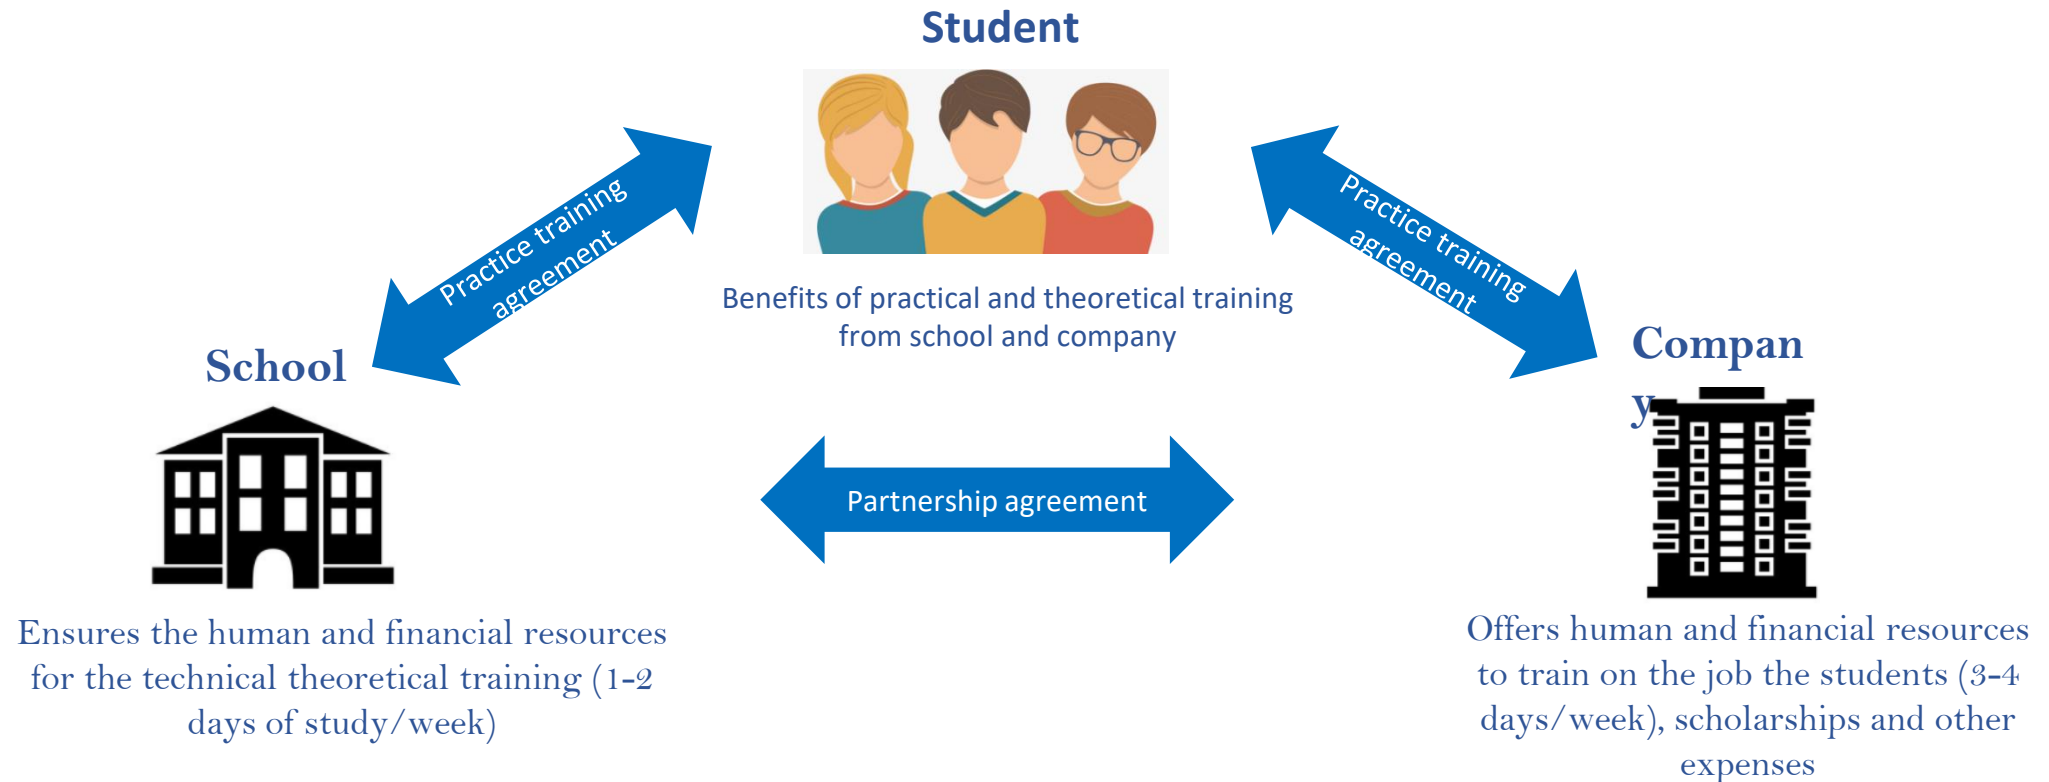 Student
Practice training
agreement
Practice training
agreement
Benefits of practical and theoretical training
from school and company
School
Compan
y
Partnership agreement
Ensures the human and financial resources
for the technical theoretical training (1-2
days of study/week)
Offers human and financial resources
to train on the job the students (3-4
days/week), scholarships and other
expenses